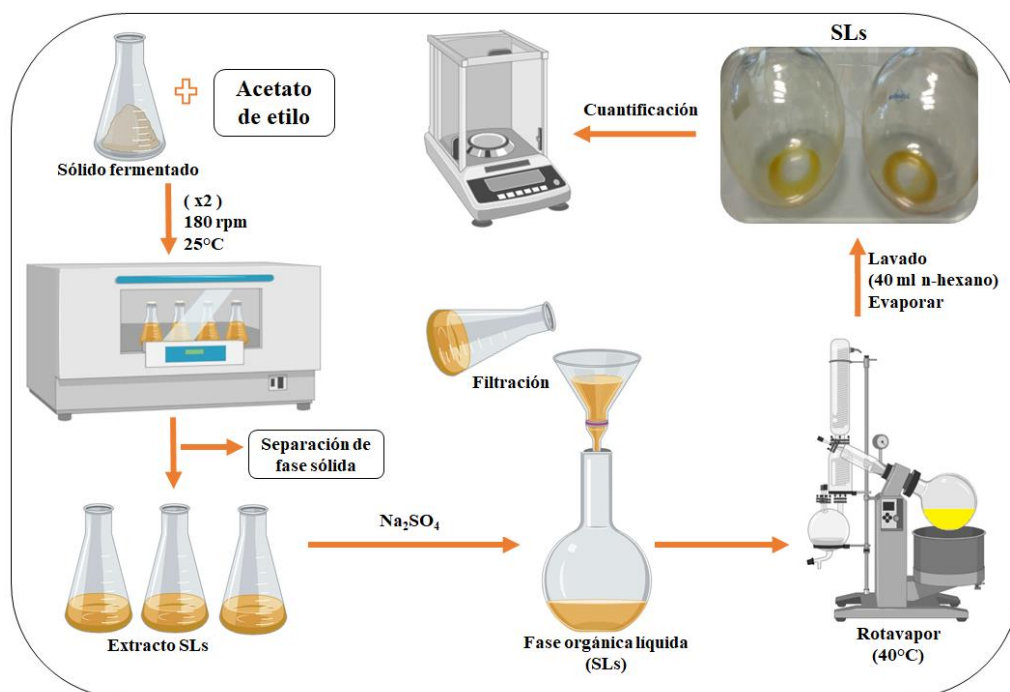 Acetato
de etilo
Sólido fermentado
( x2 )
180 rpm
25°C
Separación de
fase sólida
Extracto SLs
Na₂SO₄
Filtración
Fase orgánica líquida
(SLs)
Rotavapor
(40°C)
Lavado
(40 ml n-hexano)
Evaporar
SLs
Cuantificación